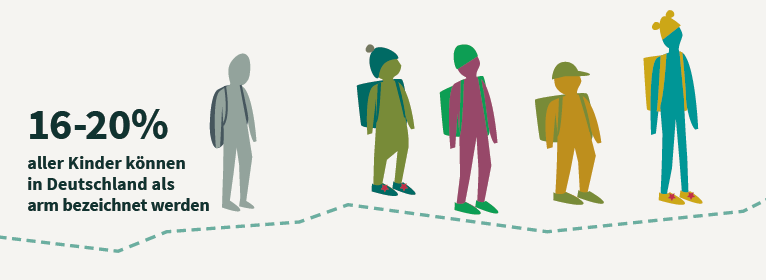 16-20%
aller Kinder können
in Deutschland als
arm bezeichnet werden